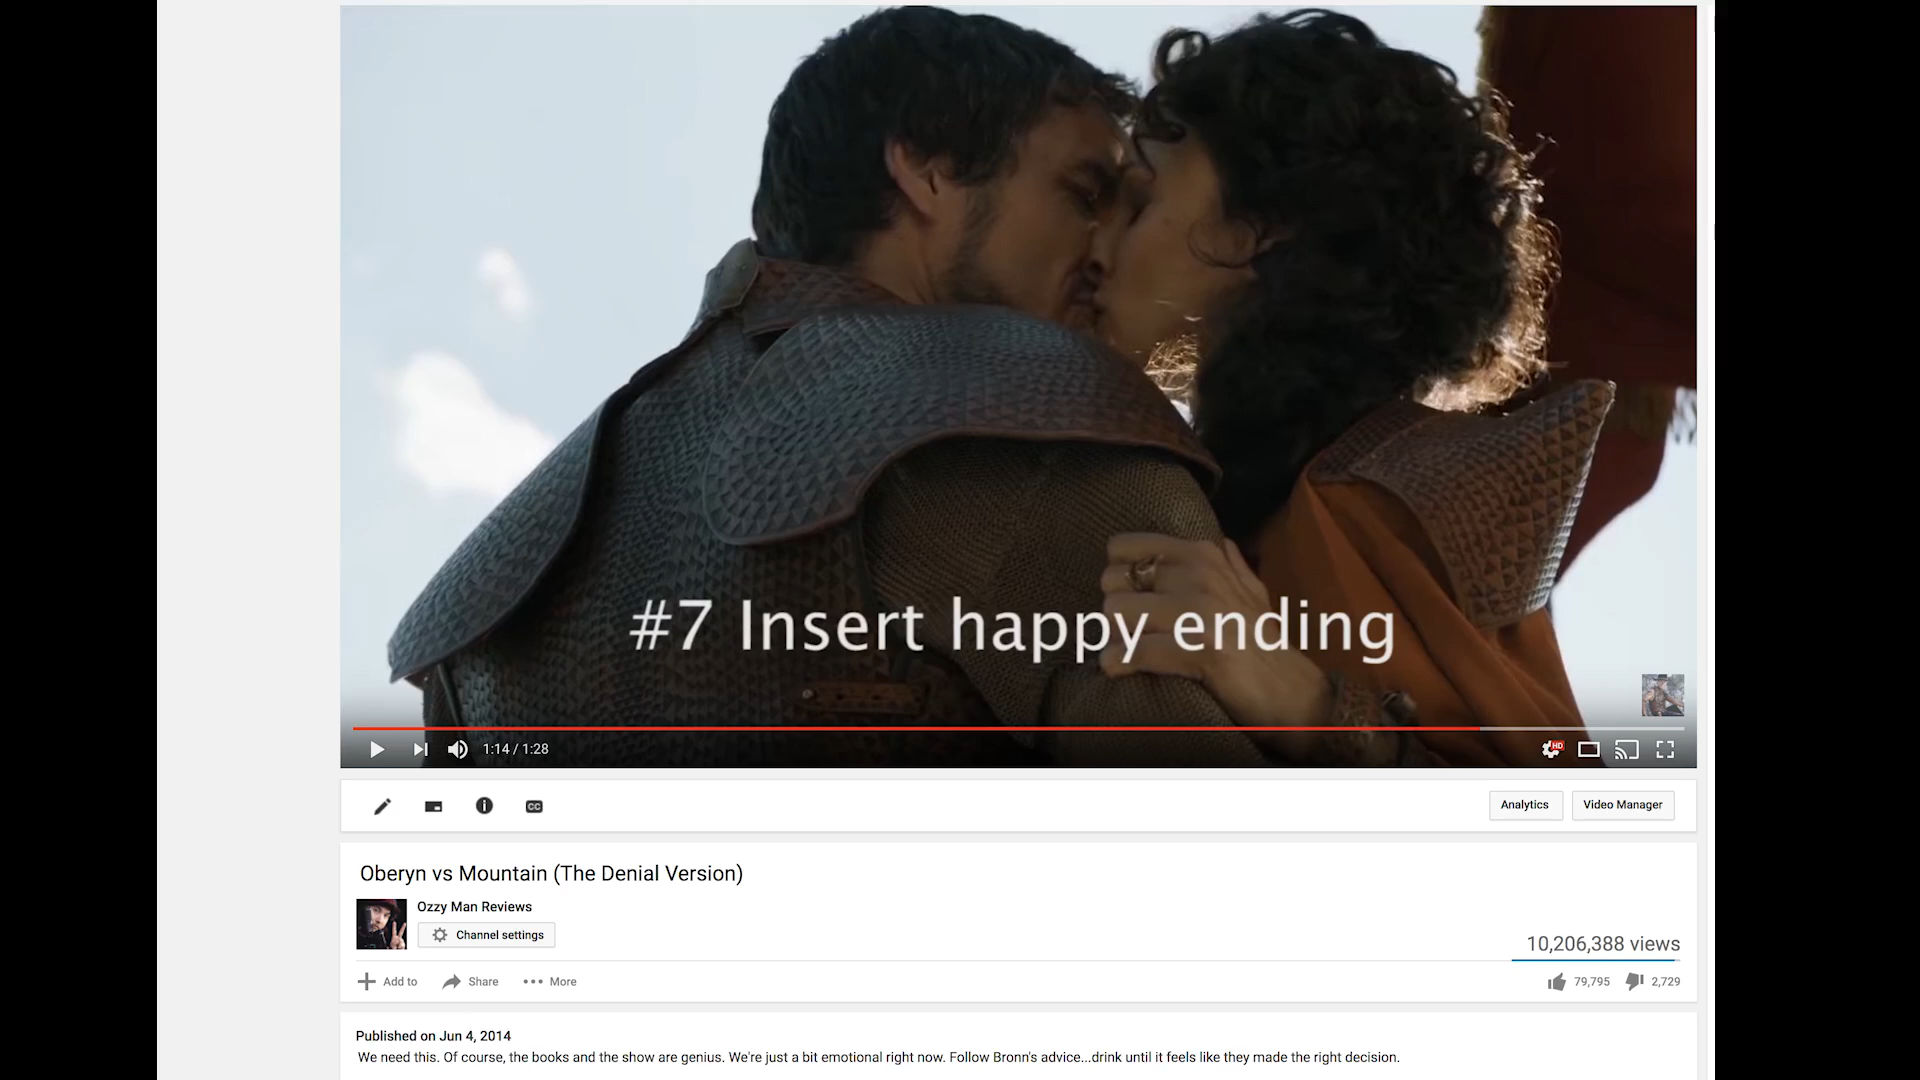 #7 Insert happy ending
1:14 / 1:28
HD
CC
Analytics
Video Manager
Oberyn vs Mountain (The Denial Version)
Ozzy Man Reviews
Channel settings
10,206,388 views
Add to
Share
More
79,795
2,729
Published on Jun 4, 2014
We need this. Of course, the books and the show are genius. We're just a bit emotional right now. Follow Bronn's advice...drink until it feels like they made the right decision.